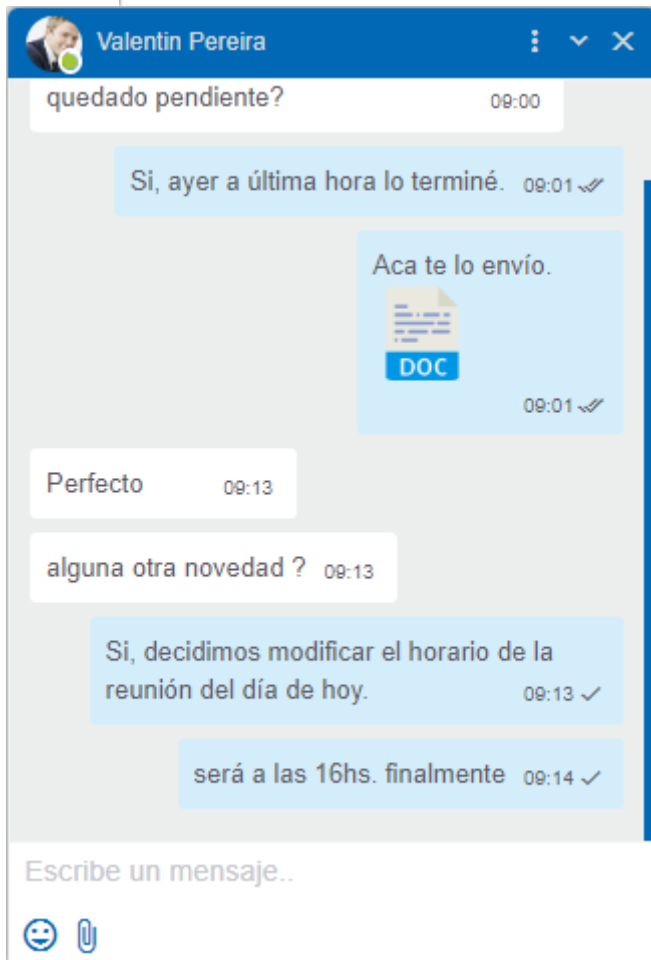 Valentin Pereira
quedado pendiente? 09:00
Si, ayer a última hora lo terminé. 09:01
Aca te lo envío.
DOC
09:01
Perfecto 09:13
alguna otra novedad ? 09:13
Si, decidimos modificar el horario de la
reunión del día de hoy. 09:13
será a las 16hs. finalmente 09:14
Escribe un mensaje..